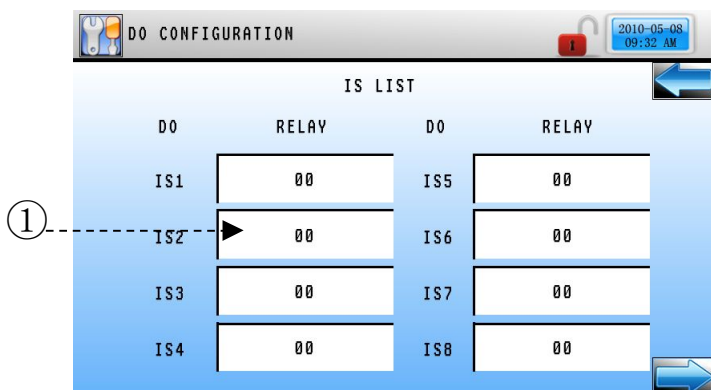 DO CONFIGURATION
1
2010-05-08
09:32 AM
IS LIST
DO RELAY DO RELAY
IS1 00 IS5 00
① IS2 00 IS6 00
IS3 00 IS7 00
IS4 00 IS8 00